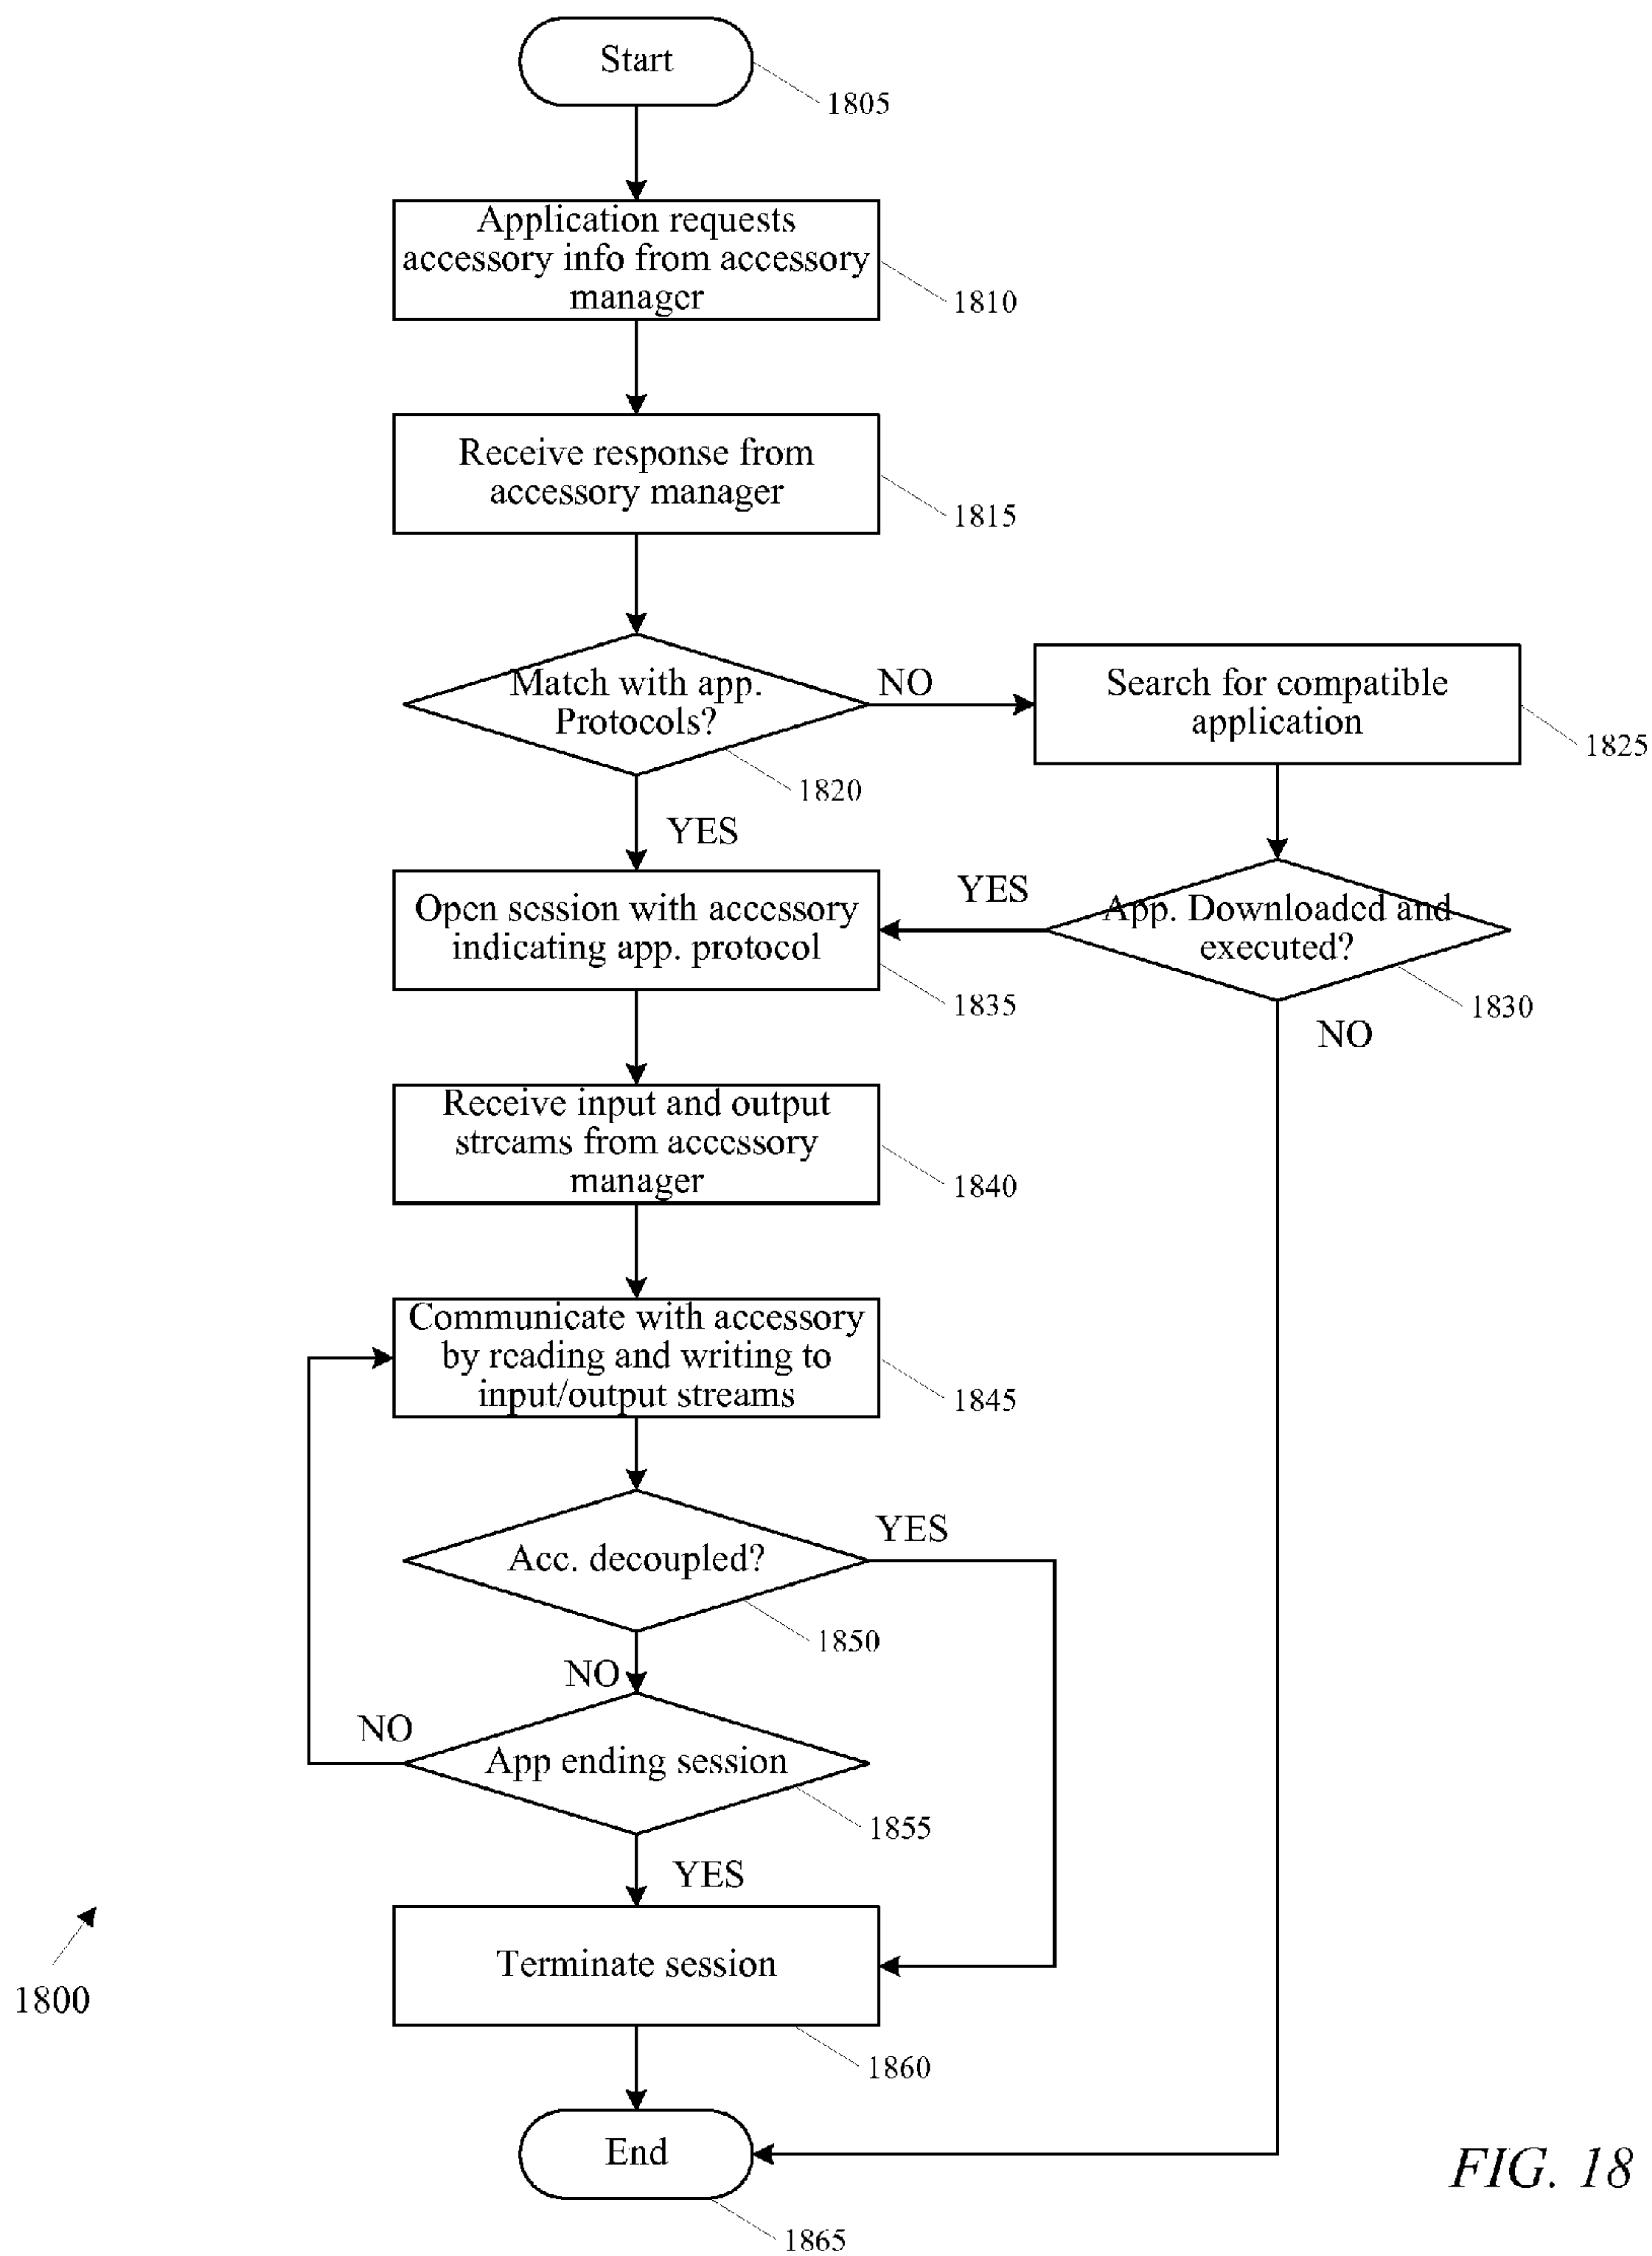 Start
1805
Application requests
accessory info from accessory
manager
1810
Receive response from
accessory manager
1815
Match with app.
Protocols?
1820
NO
Search for compatible
application
1825
YES
Open session with accessory
indicating app. protocol
1835
YES
App. Downloaded and
executed?
1830
NO
Receive input and output
streams from accessory
manager
1840
Communicate with accessory
by reading and writing to
input/output streams
1845
Acc. decoupled?
1850
YES
NO
App ending session
1855
NO
YES
Terminate session
1860
End
1865
1800
FIG. 18